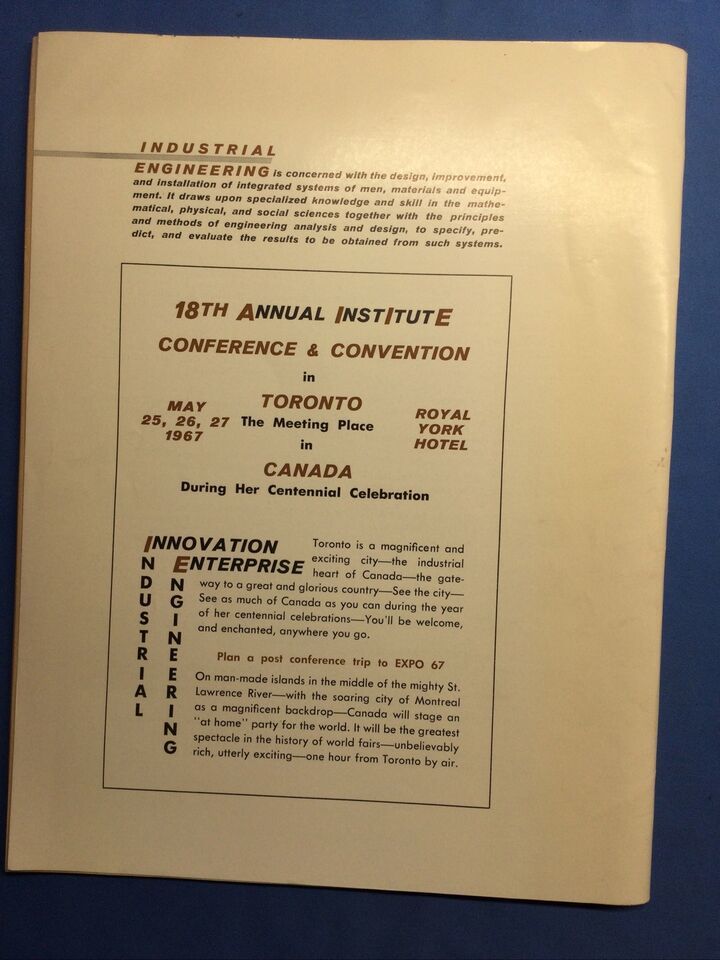 INDUSTRIAL
ENGINEERING is concerned with the design, improvement,
and installation of integrated systems of men, materials and equip-
ment. It draws upon specialized knowledge and skill in the mathe-
matical, physical, and social sciences together with the principles
and methods of engineering analysis and design, to specify, pre-
dict, and evaluate the results to be obtained from such systems.
18TH ANNUAL INSTITUTE
CONFERENCE & CONVENTION
in
TORONTO
The Meeting Place
in
CANADA
During Her Centennial Celebration
MAY
25, 26, 27
1967
ROYAL
YORK
HOTEL
INNOVATION
ENTERPRISE
INDUSTRIAL
ENGINEERING
Toronto is a magnificent and
exciting city—the industrial
heart of Canada—the gate-
way to a great and glorious country—See the city—
See as much of Canada as you can during the year
of her centennial celebrations—You'll be welcome,
and enchanted, anywhere you go.
Plan a post conference trip to EXPO 67
On man-made islands in the middle of the mighty St.
Lawrence River—with the soaring city of Montreal
as a magnificent backdrop—Canada will stage an
"at home" party for the world. It will be the greatest
spectacle in the history of world fairs—unbelievably
rich, utterly exciting—one hour from Toronto by air.